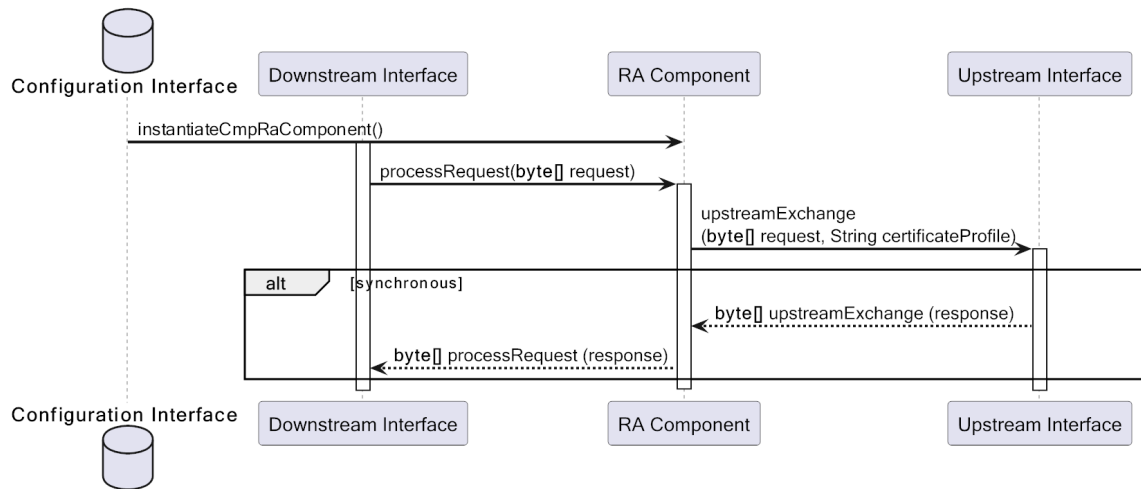 Configuration Interface
Downstream Interface
RA Component
Upstream Interface
instantiateCmpRaComponent()
processRequest(byte[] request)
upstreamExchange
(byte[] request, String certificateProfile)
alt
[synchronous]
byte[] upstreamExchange (response)
byte[] processRequest (response)
Configuration Interface
Downstream Interface
RA Component
Upstream Interface